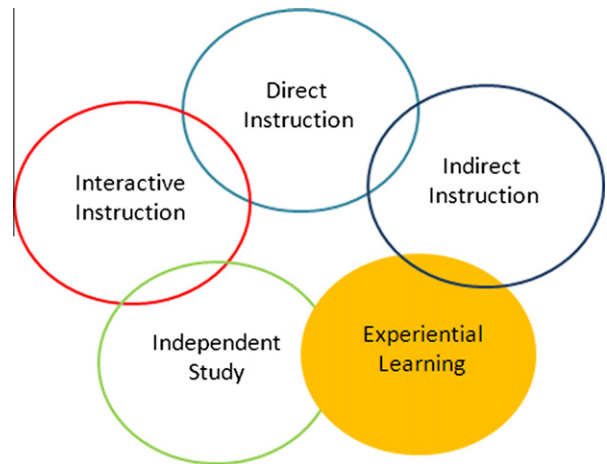 Direct
Instruction
Interactive
Instruction
Indirect
Instruction
Independent
Study
Experiential
Learning